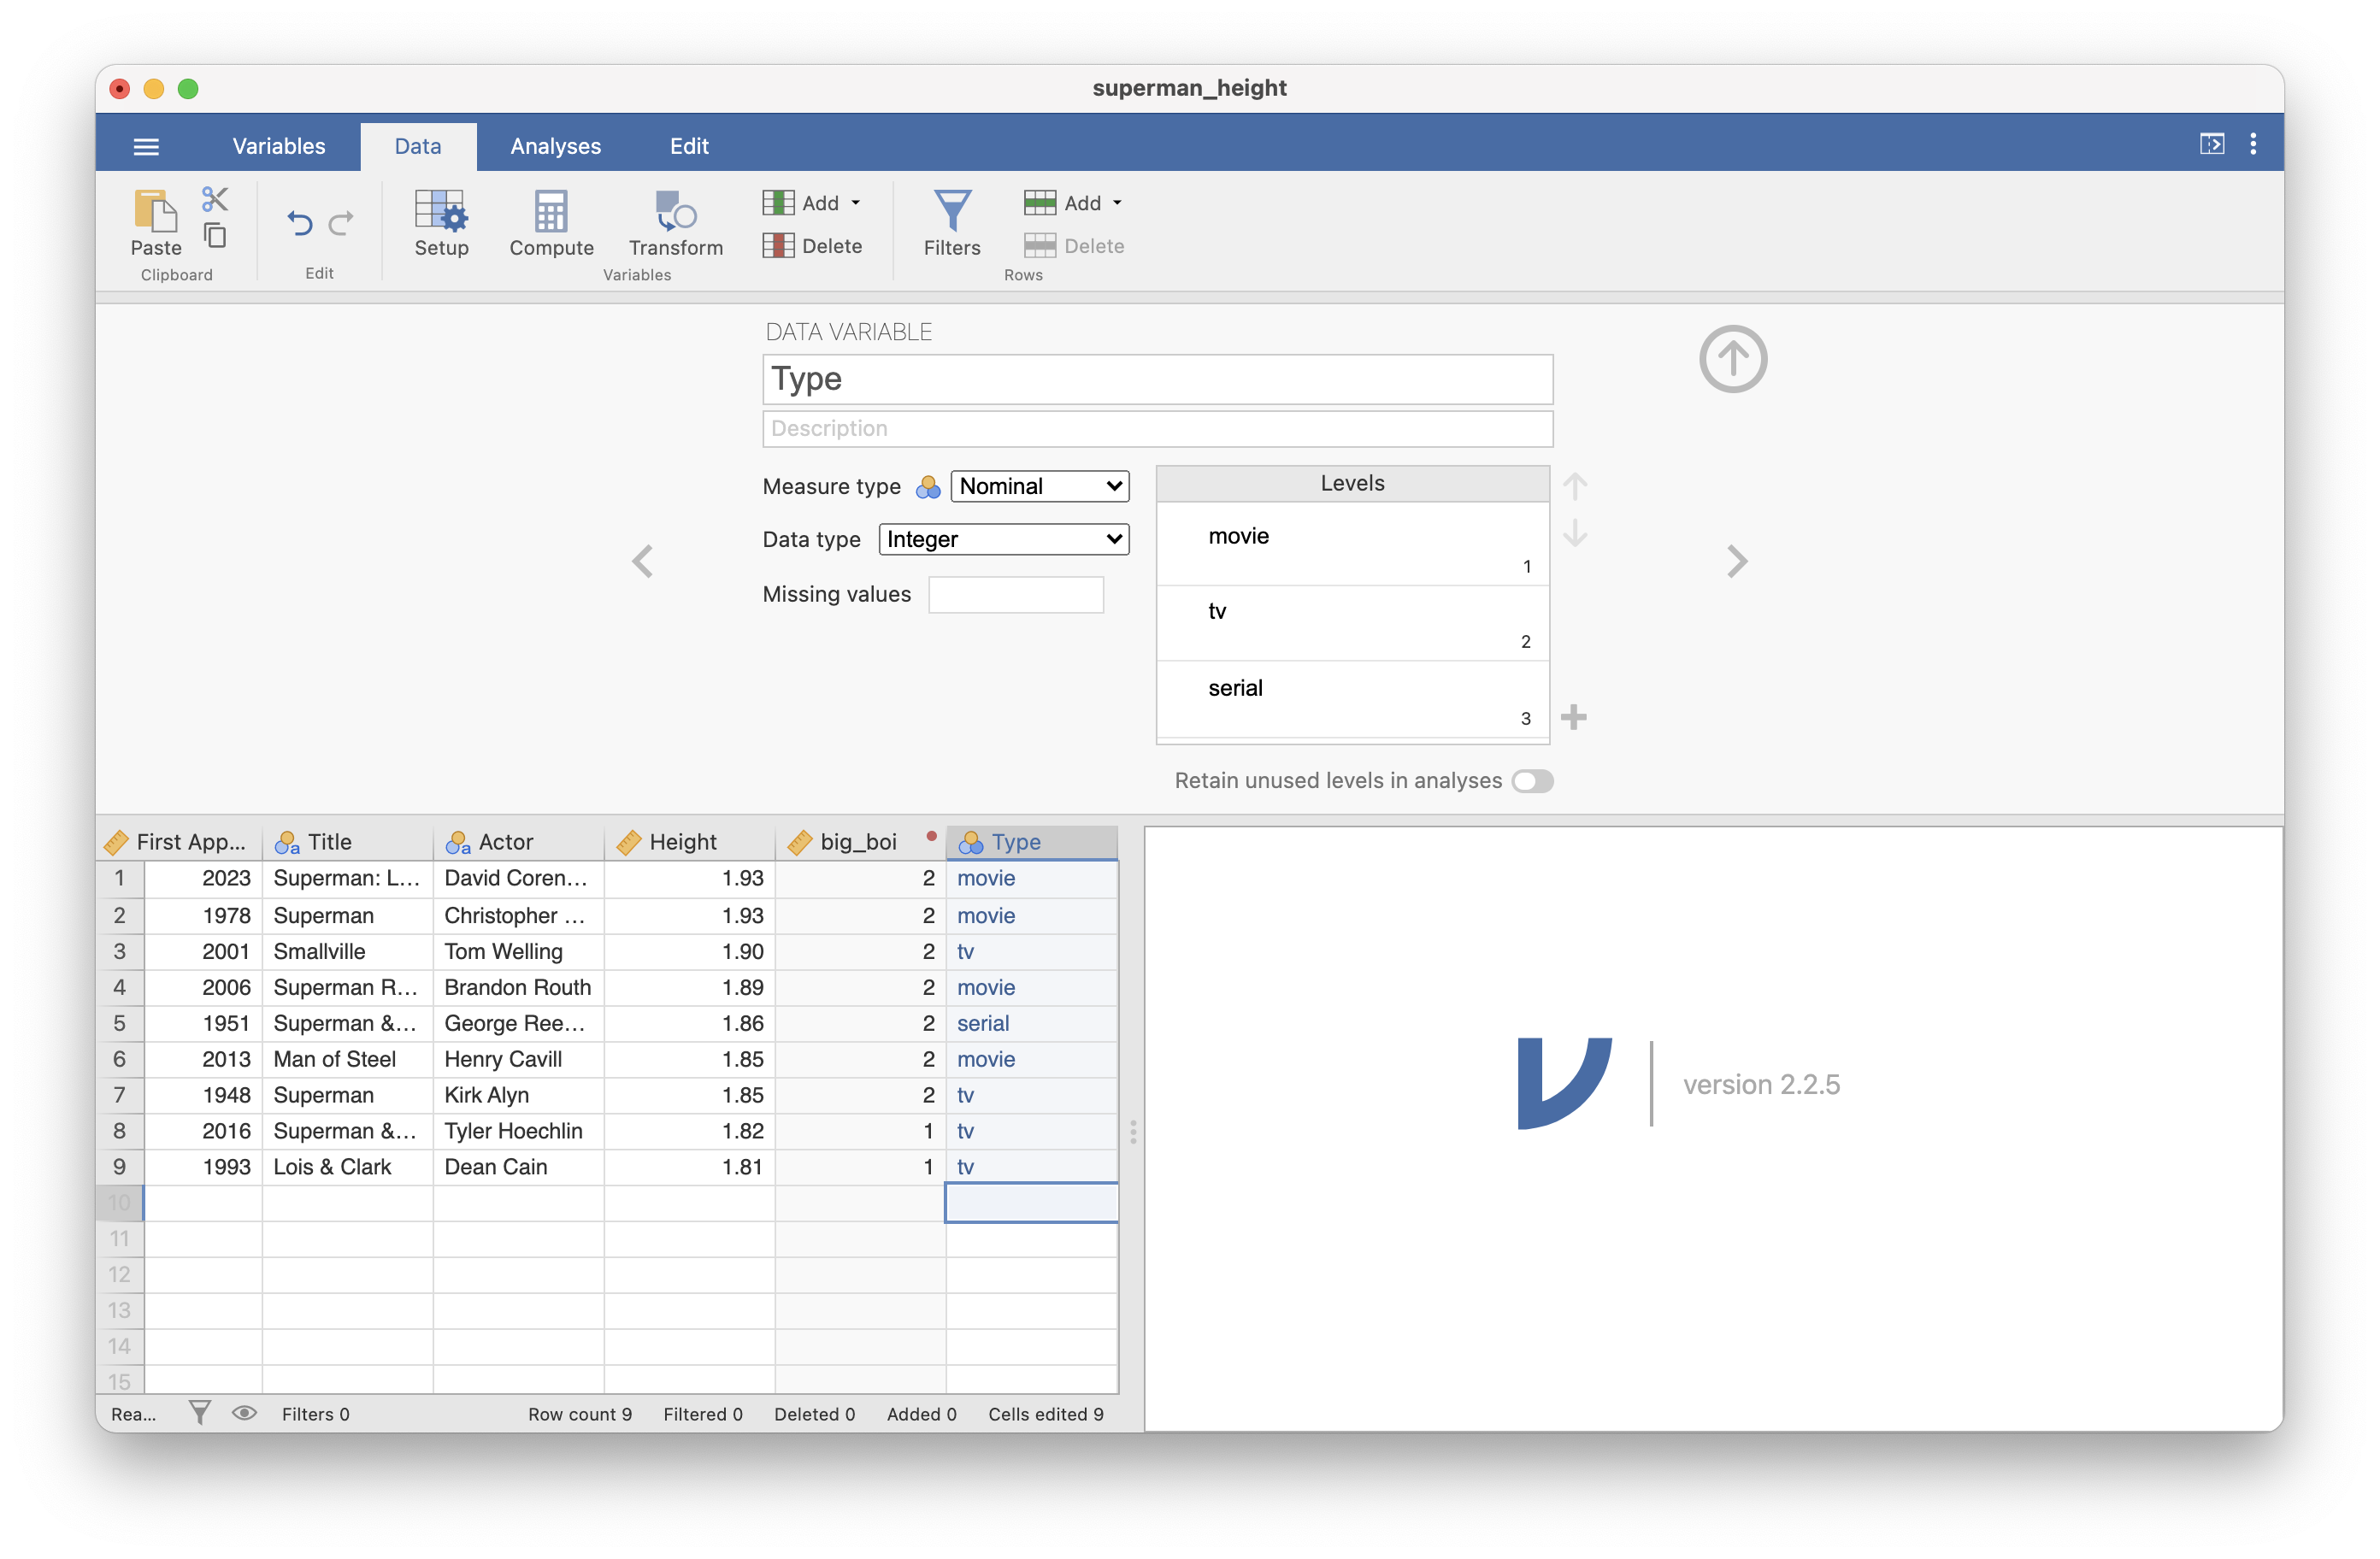 superman_height
Variables Data Analyses Edit
Paste
Clipboard
Edit
Setup Compute Transform
Add
Delete
Variables
Filters
Add
Delete
Rows
DATA VARIABLE
Type
Description
Measure type Nominal
Data type Integer
Missing values
Levels
movie
1
tv
2
serial
3
Retain unused levels in analyses
First App... a Title a Actor Height big_boi Type
1 2023 Superman: L... David Coren... 1.93 2 movie
2 1978 Superman Christopher ... 1.93 2 movie
3 2001 Smallville Tom Welling 1.90 2 tv
4 2006 Superman R... Brandon Routh 1.89 2 movie
5 1951 Superman &... George Ree... 1.86 2 serial
6 2013 Man of Steel Henry Cavill 1.85 2 movie
7 1948 Superman Kirk Alyn 1.85 2 tv
8 2016 Superman &... Tyler Hoechlin 1.82 1 tv
9 1993 Lois & Clark Dean Cain 1.81 1 tv
10
11
12
13
14
15
version 2.2.5
Rea... Filters 0 Row count 9 Filtered 0 Deleted 0 Added 0 Cells edited 9